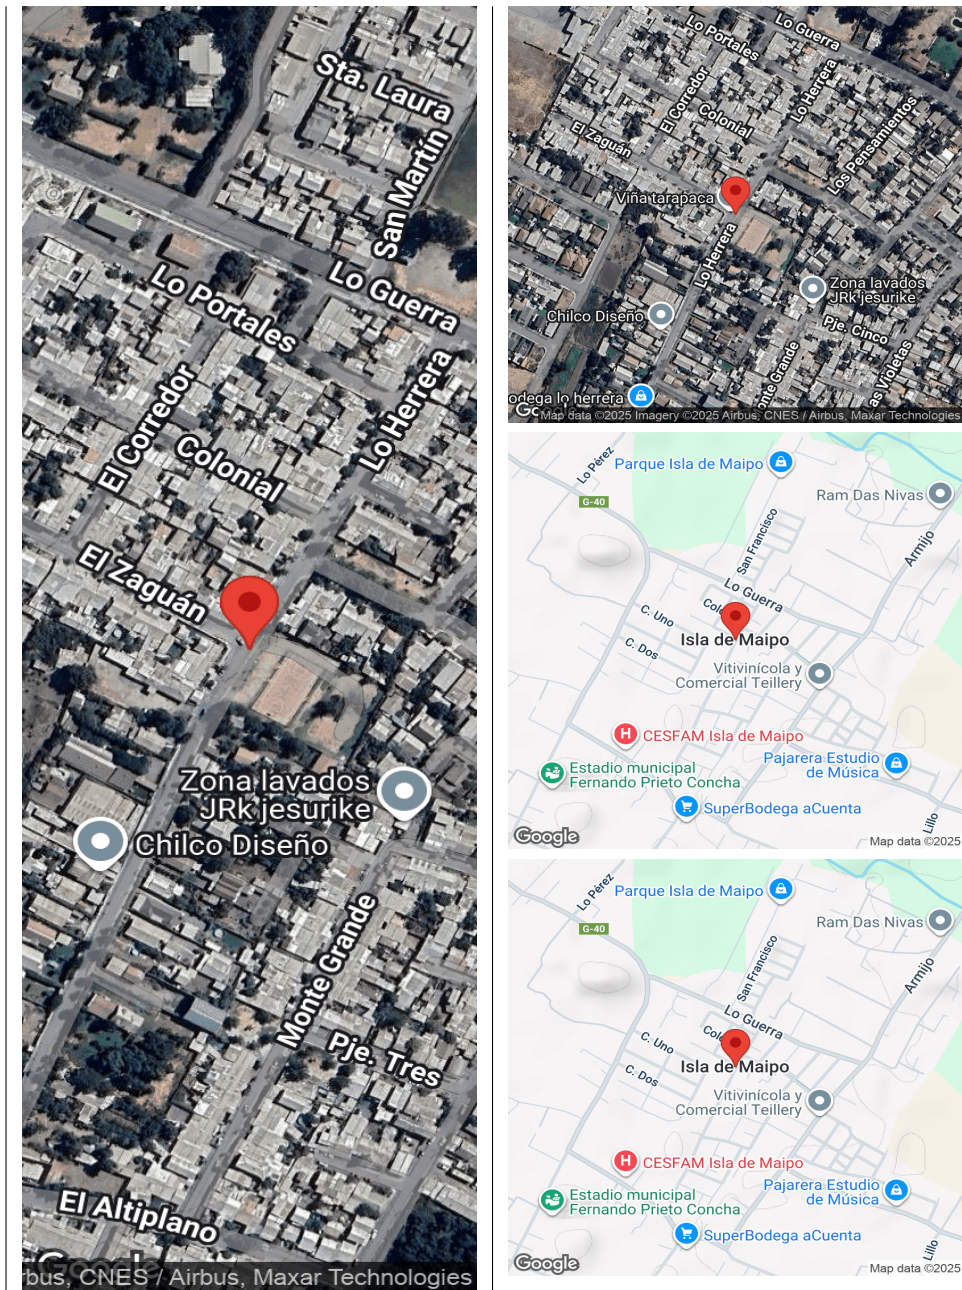 Sta. Laura
San Martín
Lo Guerra
Lo Portales
Lo Herrera
El Corredor
Colonial
El Zaguán
Zona lavados
JRk jesurike
Chilco Diseño
Monte Grande
Pje. Tres
El Altiplano
Google
rbus, CNES / Airbus, Maxar Technologies
Lo Portales
Lo Guerra
El Corredor
Colonial
Lo Herrera
El Zaguán
Los Pensamientos
Viña tarapaca
Lo Herrera
Zona lavados
JRk jesurike
Chilco Diseño
Pje. Cinco
onte Grande
as Violetas
odega lo herrera
Map data ©2025 Imagery ©2025 Airbus, CNES / Airbus, Maxar Technologies
Lo Pérez
Parque Isla de Maipo
Ram Das Nivas
G-40
San Francisco
Armijo
Lo Guerra
C. Uno
Cole
Isla de Maipo
C. Dos
Vitivinícola y
Comercial Teillery
H
CESFAM Isla de Maipo
Pajarera Estudio
de Música
Estadio municipal
Fernando Prieto Concha
SuperBodega aCuenta
Lillo
Google
Map data ©2025
Lo Pérez
Parque Isla de Maipo
Ram Das Nivas
G-40
San Francisco
Armijo
Lo Guerra
C. Uno
Cole
Isla de Maipo
C. Dos
Vitivinícola y
Comercial Teillery
H
CESFAM Isla de Maipo
Pajarera Estudio
de Música
Estadio municipal
Fernando Prieto Concha
SuperBodega aCuenta
Lillo
Google
Map data ©2025